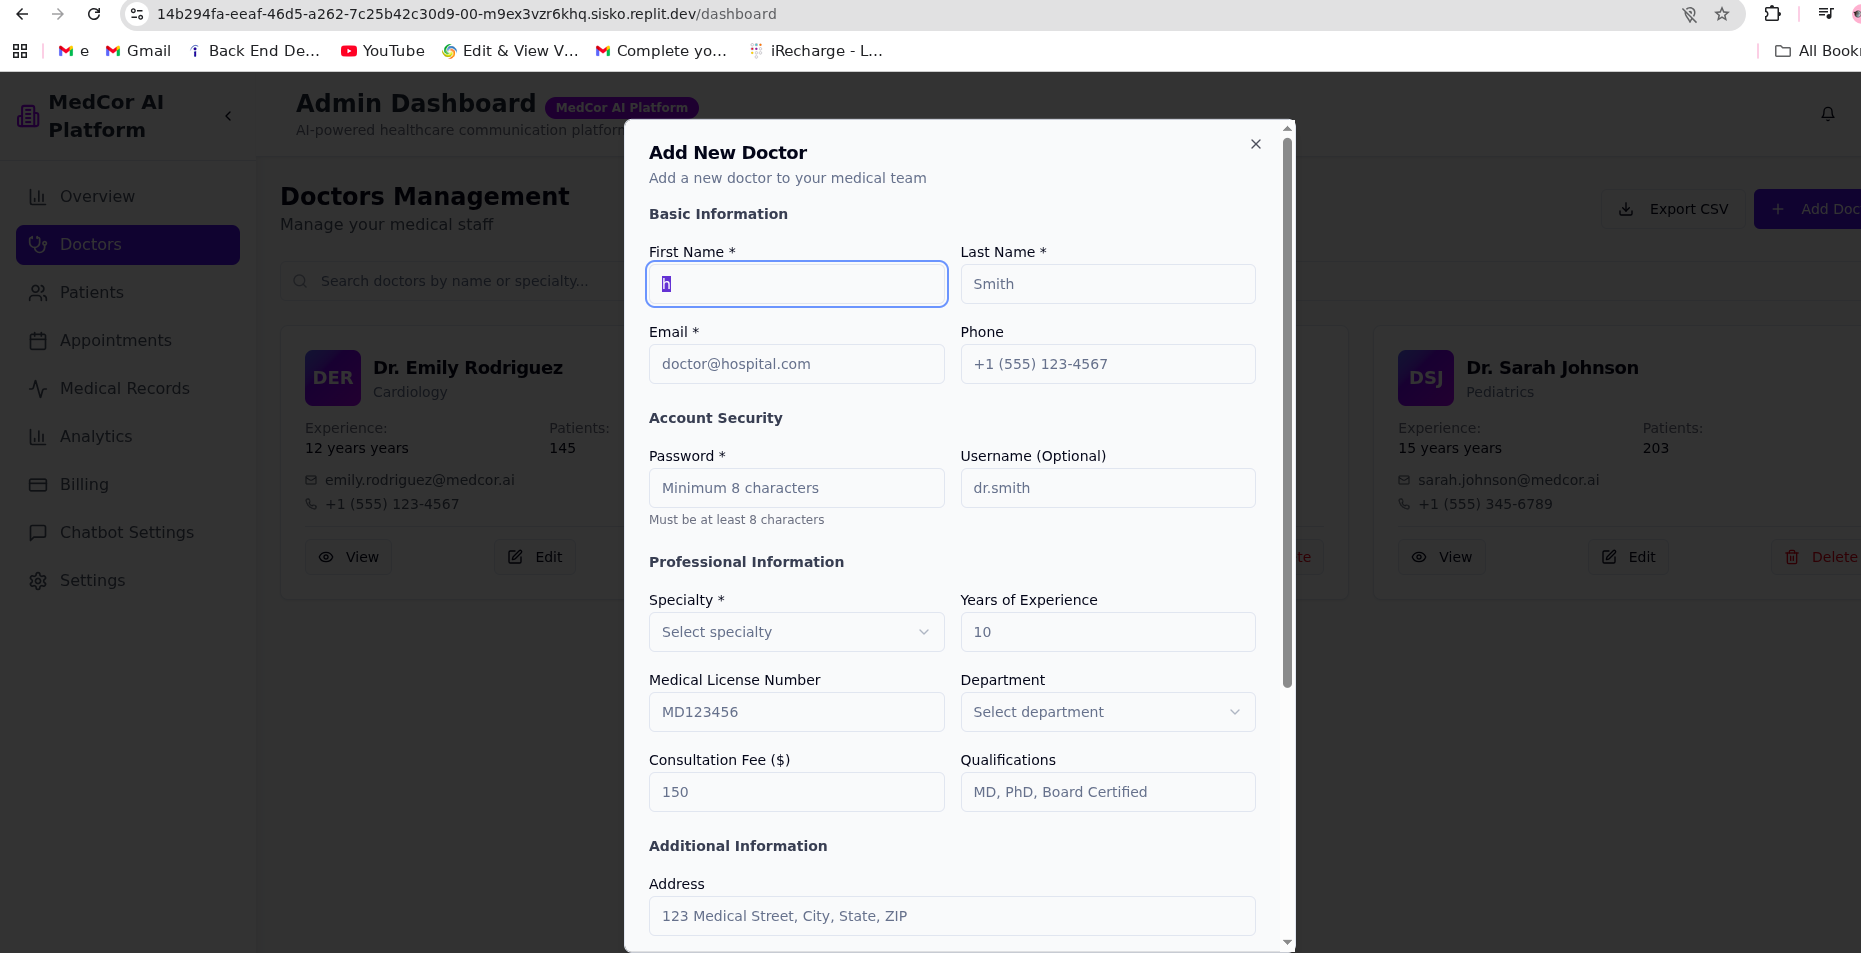 14b294fa-eeaf-46d5-a262-7c25b42c30d9-00-m9ex3vzr6khq.sisko.replit.dev/dashboard
e Gmail Back End De... YouTube Edit & View V... Complete yo... iRecharge - L... All Book
MedCor AI
Platform
Admin Dashboard MedCor AI Platform
AI-powered healthcare communication platform
Overview
Doctors
Patients
Appointments
Medical Records
Analytics
Billing
Chatbot Settings
Settings
Doctors Management
Manage your medical staff
Export CSV
+ Add Doc
Search doctors by name or specialty...
DER
Dr. Emily Rodriguez
Cardiology
Experience: Patients:
12 years years 145
emily.rodriguez@medcor.ai
+1 (555) 123-4567
View Edit
te
DSJ
Dr. Sarah Johnson
Pediatrics
Experience: Patients:
15 years years 203
sarah.johnson@medcor.ai
+1 (555) 345-6789
View Edit Delete
Add New Doctor
Add a new doctor to your medical team
Basic Information
First Name * Last Name *
h Smith
Email * Phone
doctor@hospital.com +1 (555) 123-4567
Account Security
Password * Username (Optional)
Minimum 8 characters dr.smith
Must be at least 8 characters
Professional Information
Specialty * Years of Experience
Select specialty 10
Medical License Number Department
MD123456 Select department
Consultation Fee ($) Qualifications
150 MD, PhD, Board Certified
Additional Information
Address
123 Medical Street, City, State, ZIP